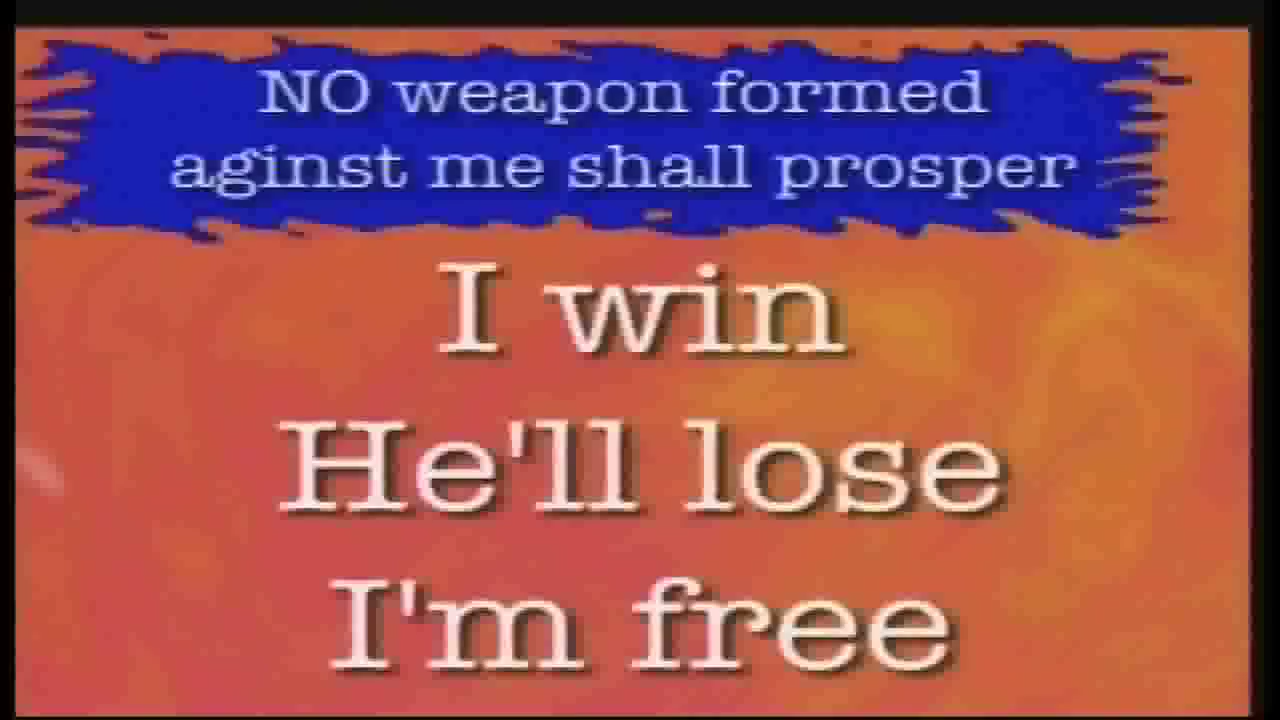 NO weapon formed
aginst me shall prosper
I win
He'll lose
I'm free